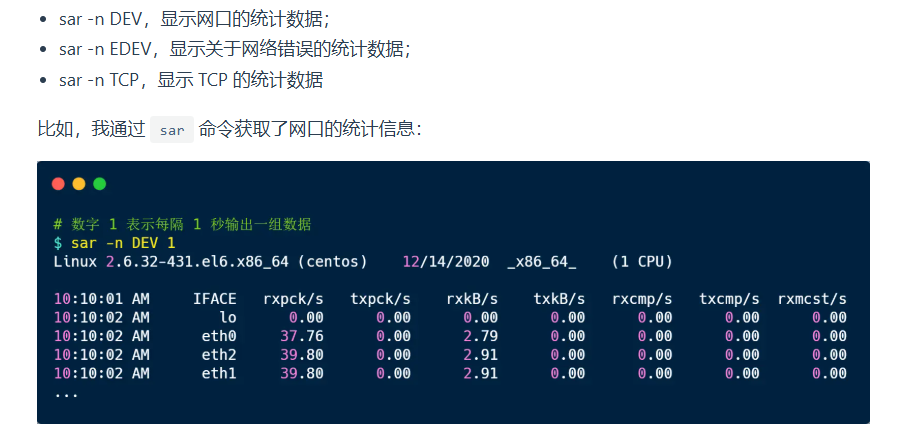 sar -n DEV，显示网口的统计数据；
sar -n EDEV，显示关于网络错误的统计数据；
sar -n TCP，显示 TCP 的统计数据
比如，我通过 sar 命令获取了网口的统计信息：
# 数字 1 表示每隔 1 秒输出一组数据
$ sar -n DEV 1
Linux 2.6.32-431.el6.x86_64 (centos)    12/14/2020  _x86_64_    (1 CPU)
10:10:01 AM     IFACE   rxpck/s   txpck/s    rxkB/s    txkB/s   rxcmp/s   txcmp/s  rxmcst/s
10:10:02 AM        lo      0.00      0.00      0.00      0.00      0.00      0.00      0.00
10:10:02 AM      eth0     37.76      0.00      2.79      0.00      0.00      0.00      0.00
10:10:02 AM      eth2     39.80      0.00      2.91      0.00      0.00      0.00      0.00
10:10:02 AM      eth1     39.80      0.00      2.91      0.00      0.00      0.00      0.00
...